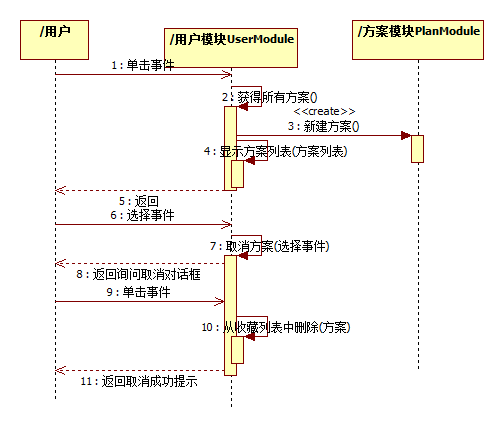 /用户
/用户模块UserModule
/方案模块PlanModule
1 : 单击事件
2 : 获得所有方案()
<<create>>
3 : 新建方案()
4 : 显示方案列表(方案列表)
5 : 返回
6 : 选择事件
7 : 取消方案(选择事件)
8 : 返回询问取消对话框
9 : 单击事件
10 : 从收藏列表中删除(方案)
11 : 返回取消成功提示